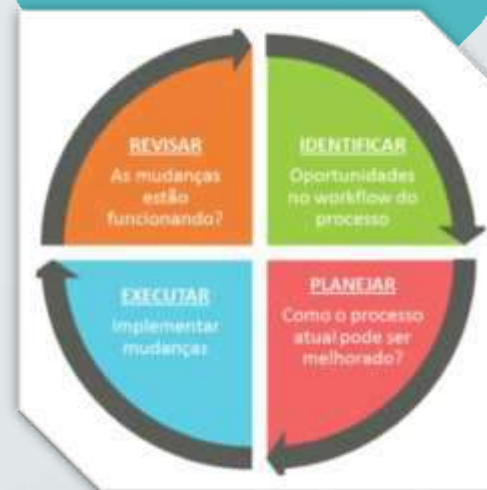 REVISAR
As mudanças
estão
funcionando?
IDENTIFICAR
Oportunidades
no workflow do
processo
EXECUTAR
Implementar
mudanças
PLANEJAR
Como o processo
atual pode ser
melhorado?